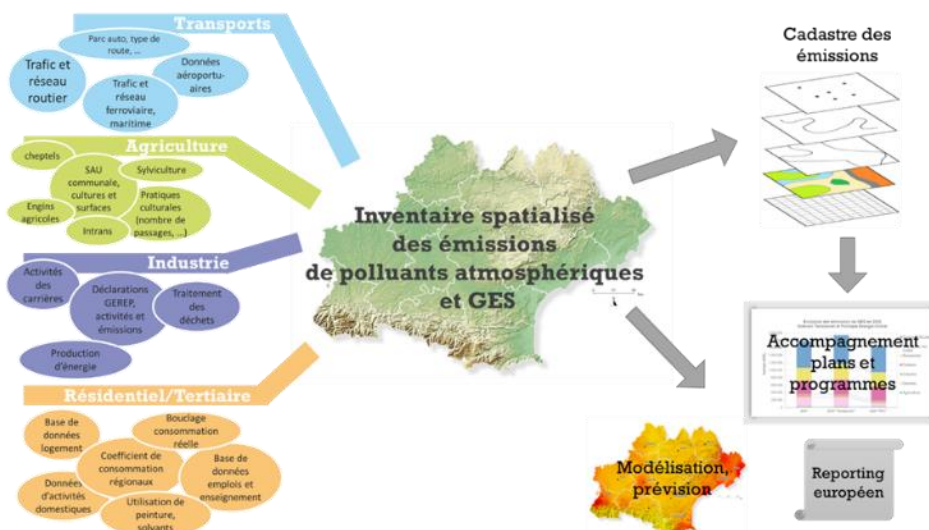 Transports
Parc auto, type de
route, ...
Trafic et
réseau
routier
Données
aéroportu-
aires
Trafic et
réseau
ferroviaire,
maritime
Agriculture
cheptels
Sylviculture
SAU
communale,
cultures et
surfaces
Pratiques
culturales
(nombre de
passages, ...)
Engins
agricoles
Intrans
Industrie
Activités
des
carrières
Déclarations
GEREP,
activités et
émissions
Traitement
des
déchets
Production
d'énergie
Résidentiel/Tertiaire
Base de
données
logement
Bouclage
consommation
réelle
Coefficient de
consommation
régionaux
Base de
données
emplois et
enseignement
Données
d'activités
domestiques
Utilisation de
peinture,
solvants
Inventaire spatialisé
des émissions
de polluants atmosphériques
et GES
Cadastre des
émissions
Accompagnement
plans et
programmes
Modélisation,
prévision
Reporting
européen